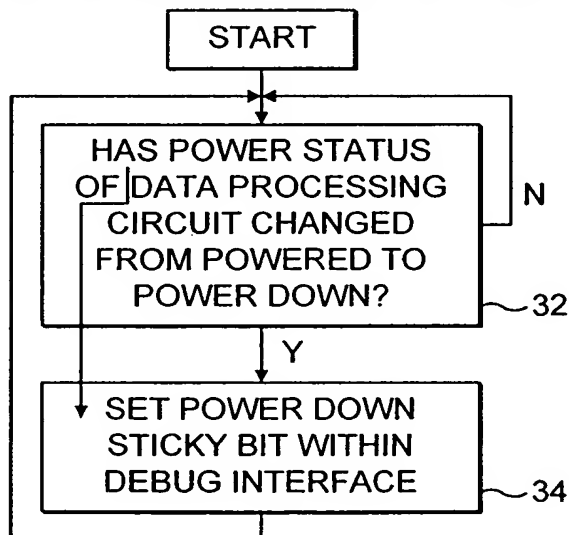 START
HAS POWER STATUS
OF DATA PROCESSING
CIRCUIT CHANGED
FROM POWERED TO
POWER DOWN?
N
32
Y
SET POWER DOWN
STICKY BIT WITHIN
DEBUG INTERFACE
34